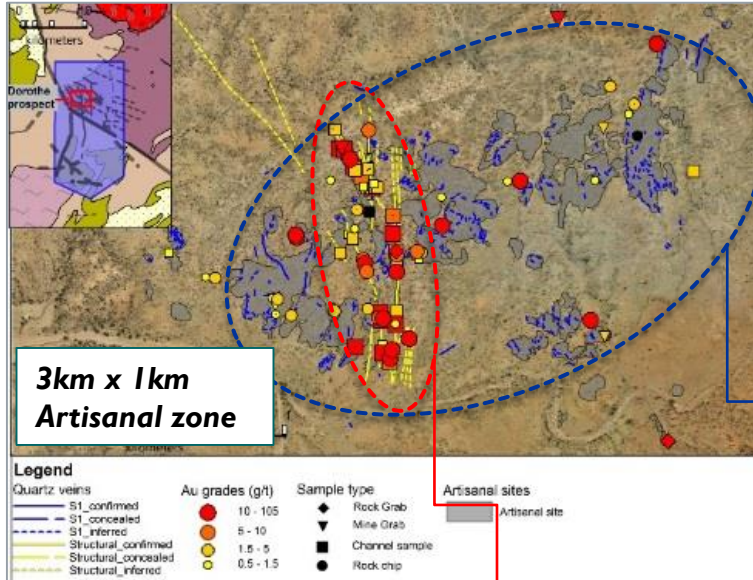 kilometers
Dorothe
prospect
3km x 1km
Artisanal zone
Legend
Quartz veins
S1_confirmed
S1_concealed
S1_inferred
Structural_confirmed
Structural_concealed
Structural_inferred
Au grades (g/t)
10 - 105
5 - 10
1.5 - 5
0.5 - 1.5
Sample type
Rock Grab
Mine Grab
Channel sample
Rock chip
Artisanal sites
Artisanal site